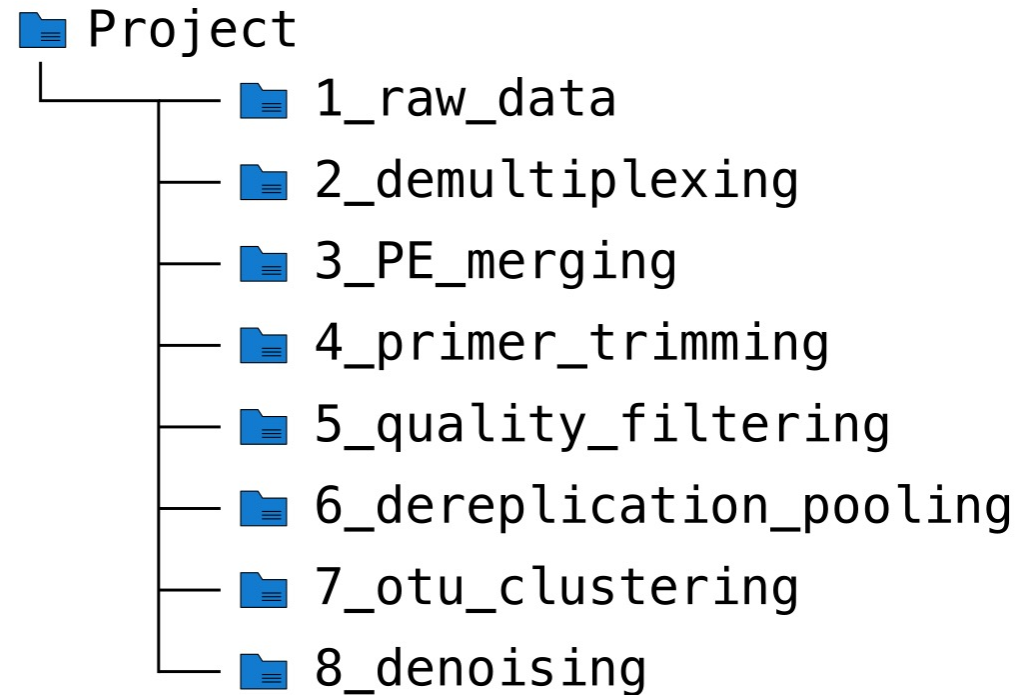 Project
1_raw_data
2_demultiplexing
3_PE_merging
4_primer_trimming
5_quality_filtering
6_dereplication_pooling
7_otu_clustering
8_denoising